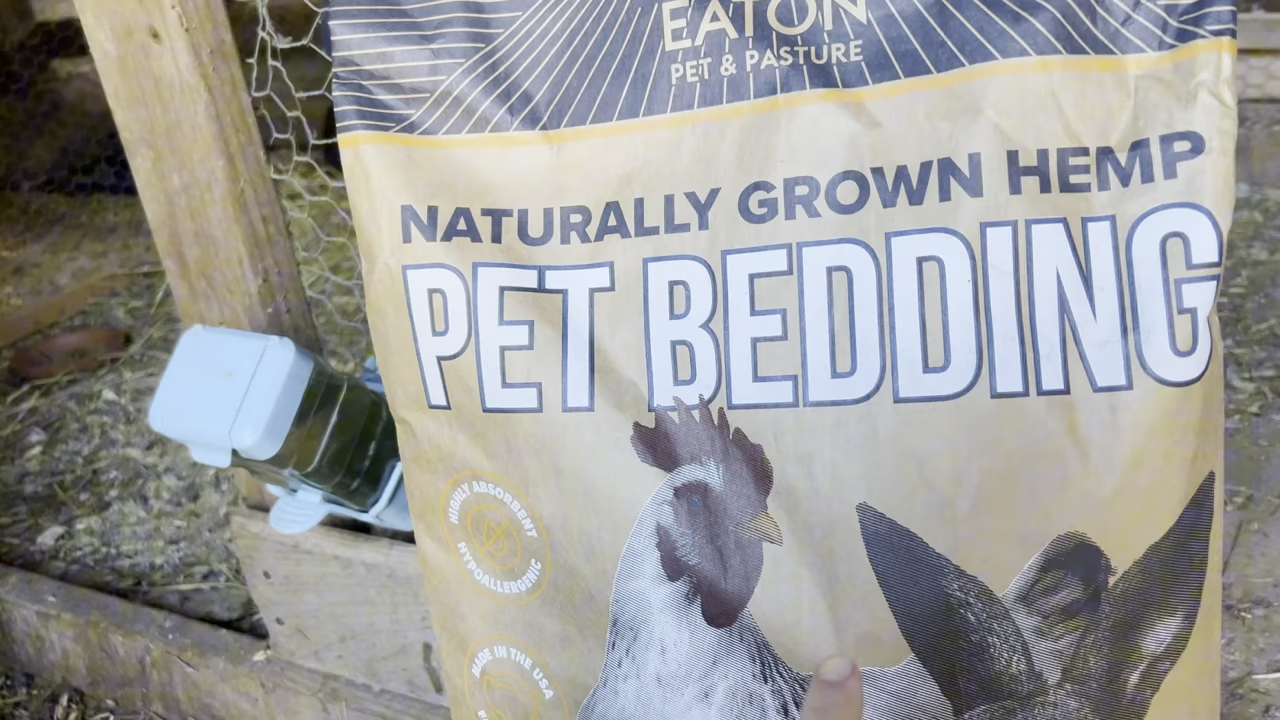 EATON
PET & PASTURE
NATURALLY GROWN HEMP
PET BEDDING
HIGHLY ABSORBENT
HYPOALLERGENIC
MADE IN THE USA